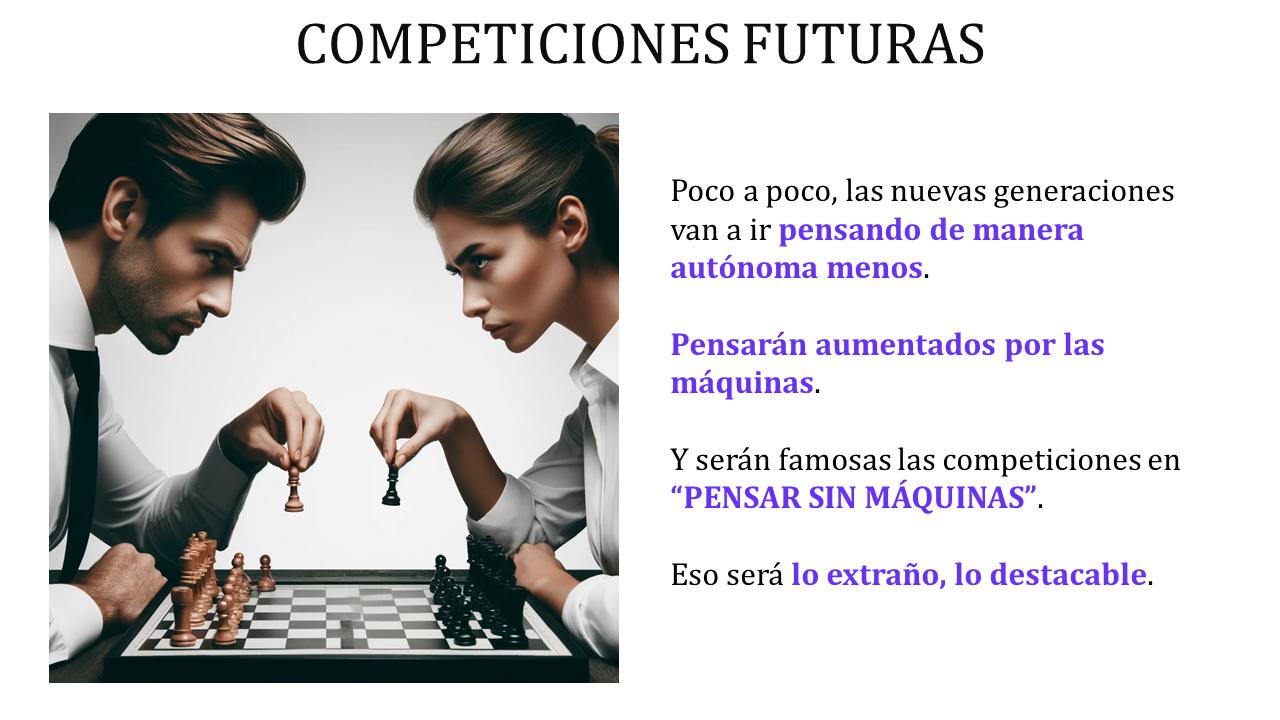 COMPETICIONES FUTURAS
Poco a poco, las nuevas generaciones
van a ir pensando de manera
autónoma menos.
Pensarán aumentados por las
máquinas.
Y serán famosas las competiciones en
“PENSAR SIN MÁQUINAS”.
Eso será lo extraño, lo destacable.